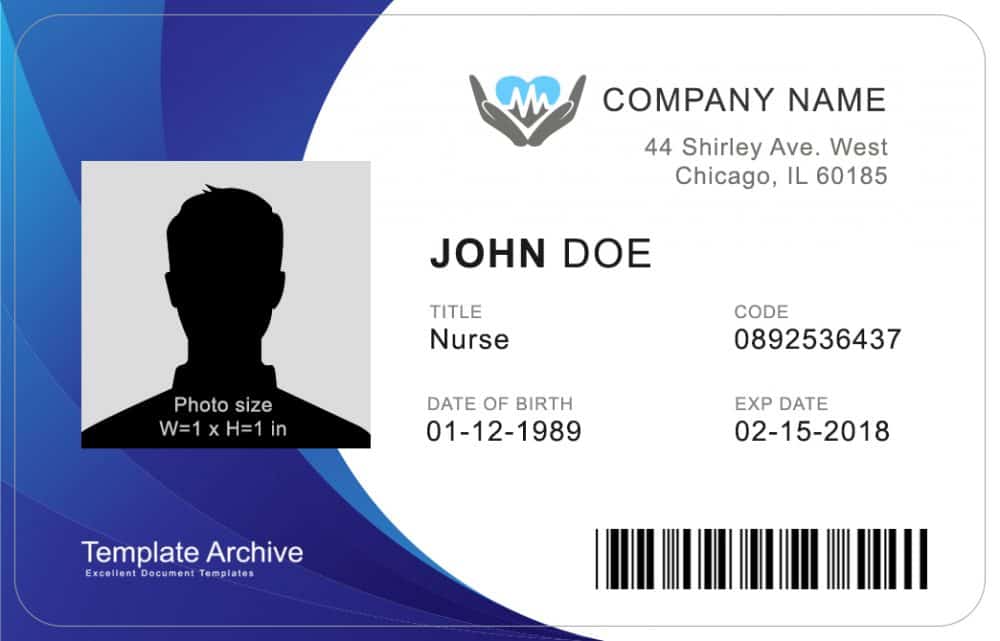 COMPANY NAME
44 Shirley Ave. West
Chicago, IL 60185
JOHN DOE
TITLE
Nurse
CODE
0892536437
DATE OF BIRTH
01-12-1989
EXP DATE
02-15-2018
Photo size
W=1 x H=1 in
Template Archive
Excellent Document Templates